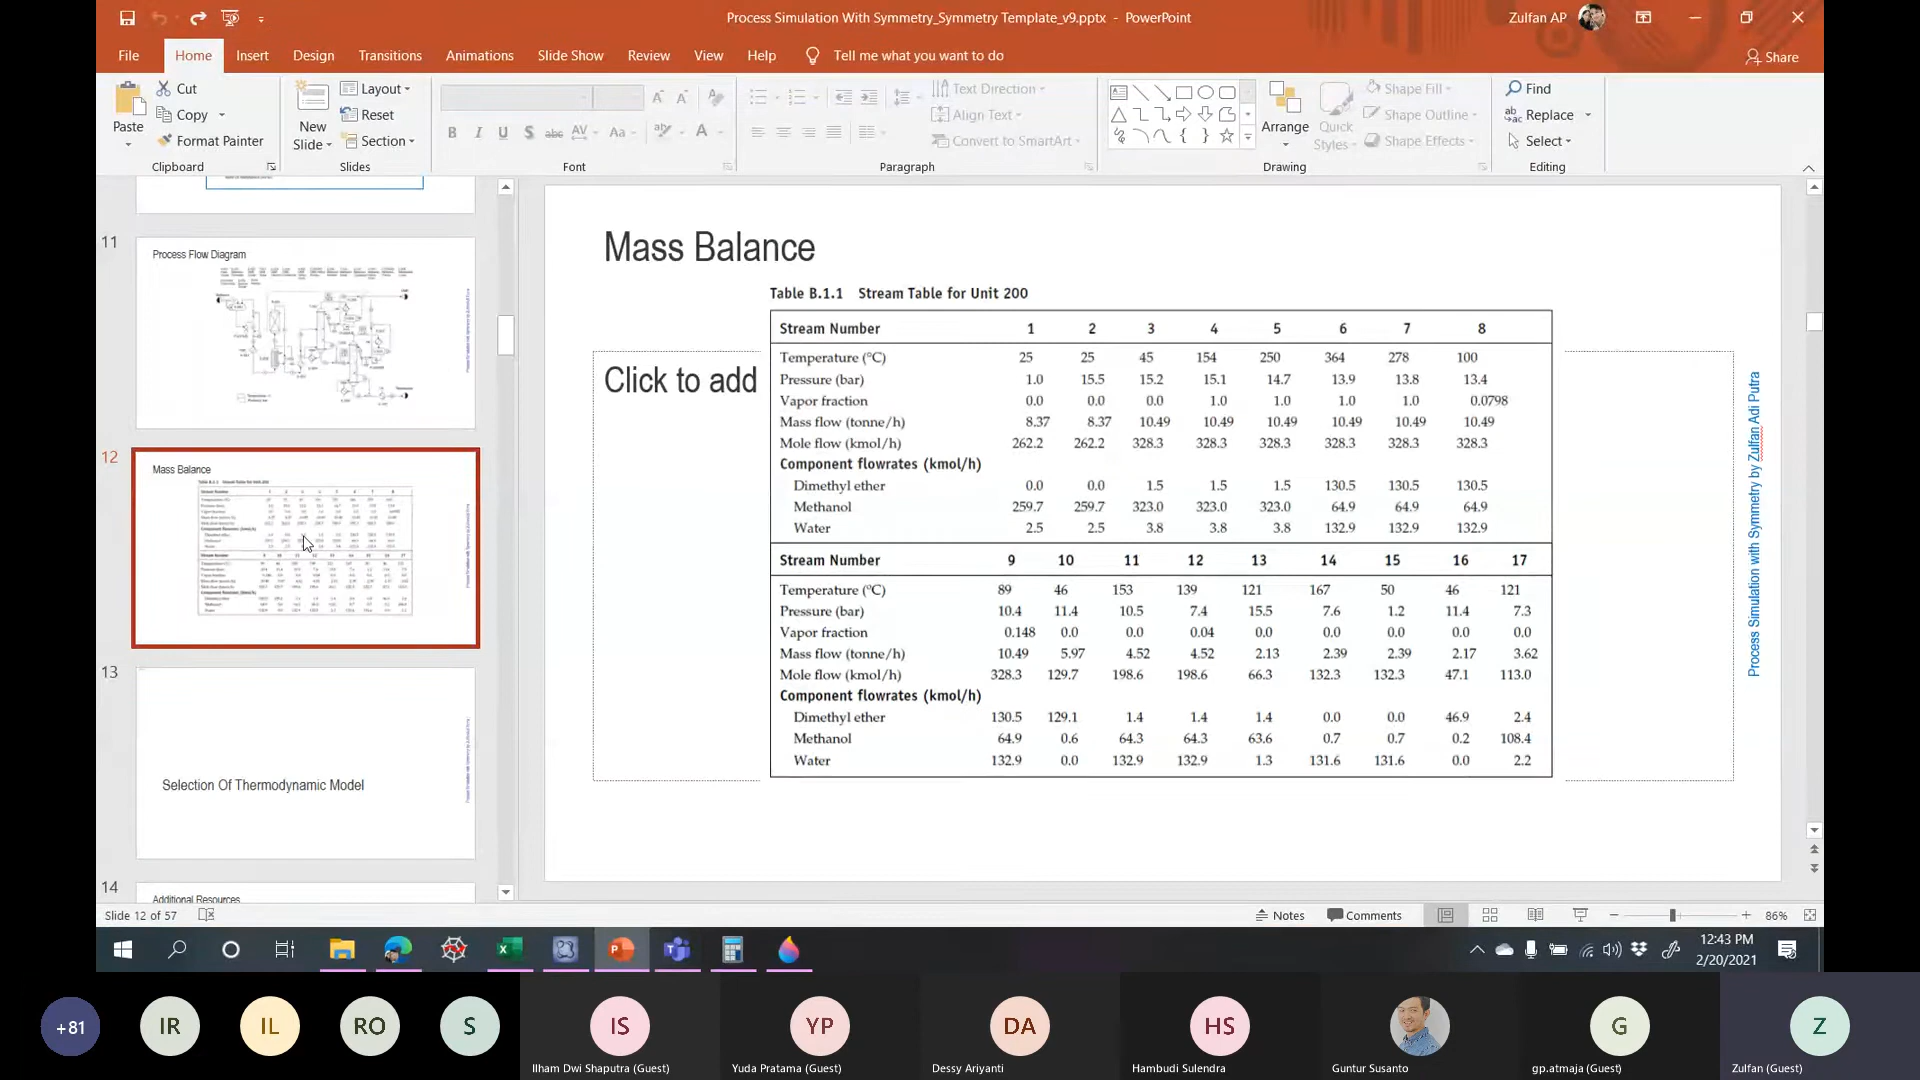 Process Simulation With Symmetry_Symmetry Template_v9.pptx - PowerPoint
Zulfan AP
File Home Insert Design Transitions Animations Slide Show Review View Help Tell me what you want to do Share
Paste
Cut
Copy
Format Painter
Clipboard
New Slide
Layout
Reset
Section
Slides
Font
Text Direction
Align Text
Convert to SmartArt
Paragraph
Arrange
Quick Styles
Shape Fill
Shape Outline
Shape Effects
Drawing
Find
Replace
Select
Editing
11
Process Flow Diagram
12
Mass Balance
13
Selection Of Thermodynamic Model
14
Additional Resources
Mass Balance
Table B.1.1 Stream Table for Unit 200
Click to add
Stream Number 1 2 3 4 5 6 7 8
Temperature (°C) 25 25 45 154 250 364 278 100
Pressure (bar) 1.0 15.5 15.2 15.1 14.7 13.9 13.8 13.4
Vapor fraction 0.0 0.0 0.0 1.0 1.0 1.0 1.0 0.0798
Mass flow (tonne/h) 8.37 8.37 10.49 10.49 10.49 10.49 10.49 10.49
Mole flow (kmol/h) 262.2 262.2 328.3 328.3 328.3 328.3 328.3 328.3
Component flowrates (kmol/h)
Dimethyl ether 0.0 0.0 1.5 1.5 1.5 130.5 130.5 130.5
Methanol 259.7 259.7 323.0 323.0 323.0 64.9 64.9 64.9
Water 2.5 2.5 3.8 3.8 3.8 132.9 132.9 132.9
Stream Number 9 10 11 12 13 14 15 16 17
Temperature (°C) 89 46 153 139 121 167 50 46 121
Pressure (bar) 10.4 11.4 10.5 7.4 15.5 7.6 1.2 11.4 7.3
Vapor fraction 0.148 0.0 0.0 0.04 0.0 0.0 0.0 0.0 0.0
Mass flow (tonne/h) 10.49 5.97 4.52 4.52 2.13 2.39 2.39 2.17 3.62
Mole flow (kmol/h) 328.3 129.7 198.6 198.6 66.3 132.3 132.3 47.1 113.0
Component flowrates (kmol/h)
Dimethyl ether 130.5 129.1 1.4 1.4 1.4 0.0 0.0 46.9 2.4
Methanol 64.9 0.6 64.3 64.3 63.6 0.7 0.7 0.2 108.4
Water 132.9 0.0 132.9 132.9 1.3 131.6 131.6 0.0 2.2
Process Simulation with Symmetry by Zulfan Adi Putra
Slide 12 of 57
Notes
Comments
86%
12:43 PM
2/20/2021
+81
IR
IL
RO
S
IS
Ilham Dwi Shaputra (Guest)
YP
Yuda Pratama (Guest)
DA
Dessy Ariyanti
HS
Hambudi Sulendra
Guntur Susanto
G
gp.atmaja (Guest)
Z
Zulfan (Guest)